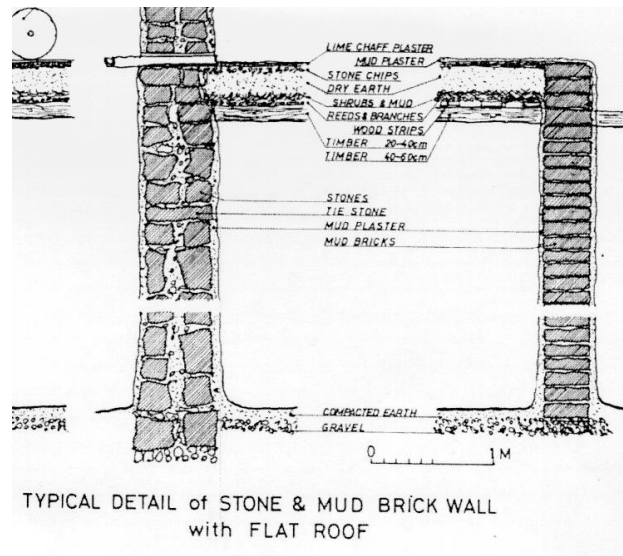 LIME CHAFF PLASTER
MUD PLASTER
STONE CHIPS
DRY EARTH
SHRUBS & MUD
REEDS & BRANCHES
WOOD STRIPS
TIMBER 20-40cm
TIMBER 40-60cm
STONES
TIE STONE
MUD PLASTER
MUD BRICKS
COMPACTED EARTH
GRAVEL
0 1 M
TYPICAL DETAIL of STONE & MUD BRICK WALL
with FLAT ROOF